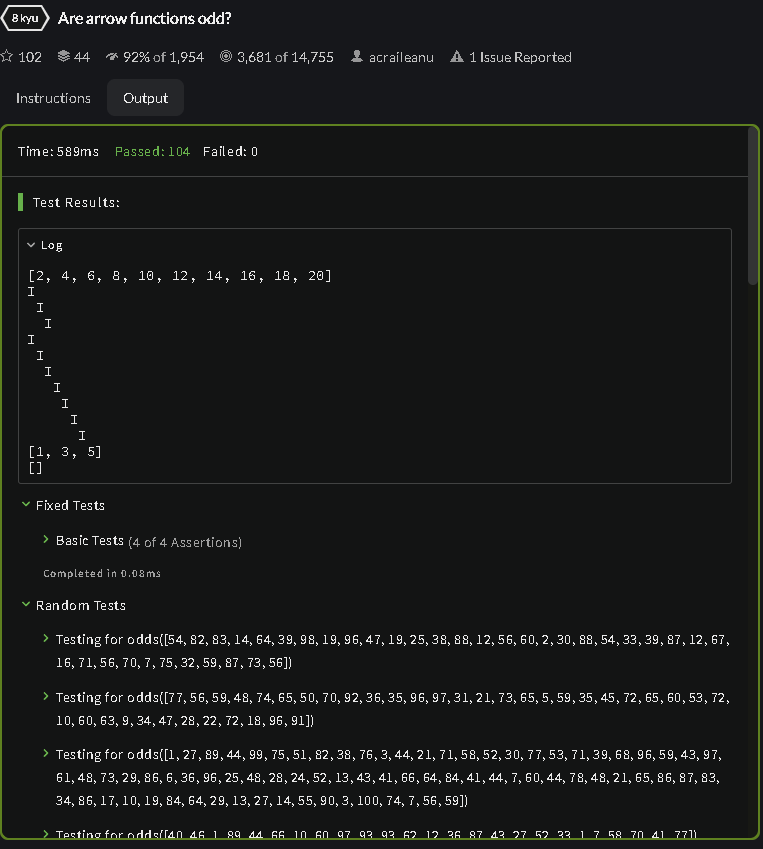 8 kyu Are arrow functions odd?
102 44 92% of 1,954 3,681 of 14,755 acraileanu 1 Issue Reported
Instructions Output
Time: 589ms Passed: 104 Failed: 0
Test Results:
Log
[2, 4, 6, 8, 10, 12, 14, 16, 18, 20]
I
I
I
I
I
I
I
I
I
I
[1, 3, 5]
[]
Fixed Tests
Basic Tests (4 of 4 Assertions)
Completed in 0.08ms
Random Tests
Testing for odds([54, 82, 83, 14, 64, 39, 98, 19, 96, 47, 19, 25, 38, 88, 12, 56, 60, 2, 30, 88, 54, 33, 39, 87, 12, 67,
16, 71, 56, 70, 7, 75, 32, 59, 87, 73, 56])
Testing for odds([77, 56, 59, 48, 74, 65, 50, 70, 92, 36, 35, 96, 97, 31, 21, 73, 65, 5, 59, 35, 45, 72, 65, 60, 53, 72,
10, 60, 63, 9, 34, 47, 28, 22, 72, 18, 96, 91])
Testing for odds([1, 27, 89, 44, 99, 75, 51, 82, 38, 76, 3, 44, 21, 71, 58, 52, 30, 77, 53, 71, 39, 68, 96, 59, 43, 97,
61, 48, 73, 29, 86, 6, 36, 96, 25, 48, 28, 24, 52, 13, 43, 41, 66, 64, 84, 41, 44, 7, 60, 44, 78, 48, 21, 65, 86, 87, 83,
34, 86, 17, 10, 19, 84, 64, 29, 13, 27, 14, 55, 90, 3, 100, 74, 7, 56, 59])
Testing for odds([40, 46, 1, 89, 44, 66, 10, 60, 97, 93, 93, 62, 12, 36, 87, 43, 27, 52, 33, 1, 7, 58, 70, 41, 77])